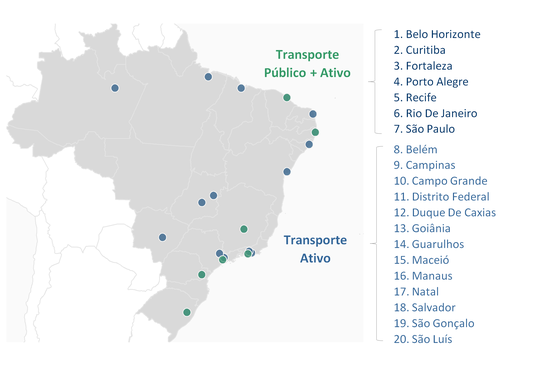 Transporte
Público + Ativo
Transporte
Ativo
1. Belo Horizonte
2. Curitiba
3. Fortaleza
4. Porto Alegre
5. Recife
6. Rio De Janeiro
7. São Paulo
8. Belém
9. Campinas
10. Campo Grande
11. Distrito Federal
12. Duque De Caxias
13. Goiânia
14. Guarulhos
15. Maceió
16. Manaus
17. Natal
18. Salvador
19. São Gonçalo
20. São Luís